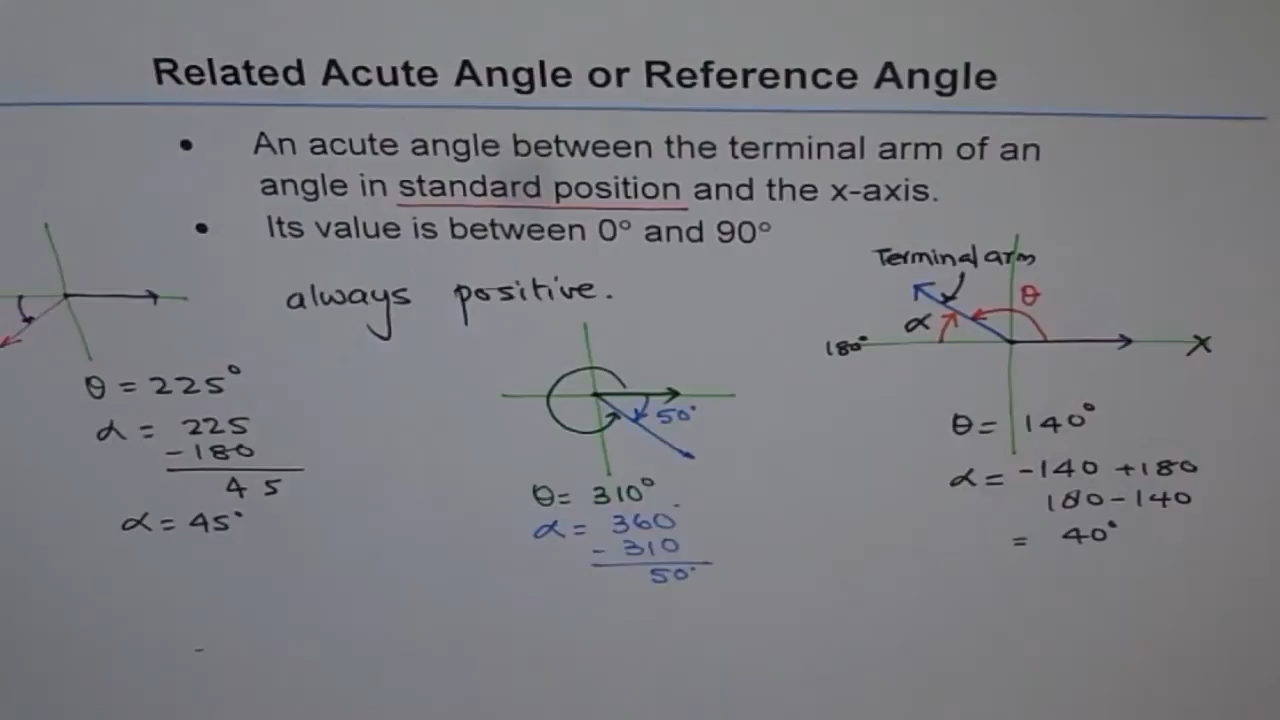 Related Acute Angle or Reference Angle
• An acute angle between the terminal arm of an
angle in standard position and the x-axis.
• Its value is between 0° and 90°
always positive.
θ = 225°
α = 225
-180
45
α = 45°
50°
θ = 310°
α = 360
- 310
50°
Terminal arm
θ
α
180°
X
θ = 140°
α = -140 +180
180-140
= 40°